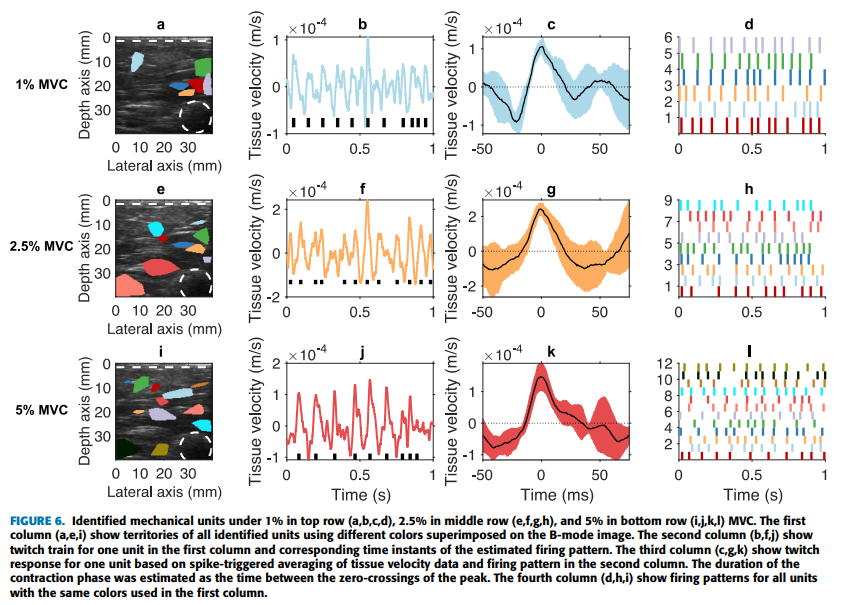 a
b
c
d
1% MVC
Depth axis (mm)
0
10
20
30
0 10 20 30
Lateral axis (mm)
Tissue velocity (m/s)
×10⁻⁴
1
0
-1
0 0.5 1
Tissue velocity (m/s)
×10⁻⁴
1
0
-1
-50 0 50
6
5
4
3
2
1
0 0.5 1
e
f
g
h
2.5% MVC
Depth axis (mm)
0
10
20
30
0 10 20 30
Lateral axis (mm)
Tissue velocity (m/s)
×10⁻⁴
2
0
-2
0 0.5 1
Tissue velocity (m/s)
×10⁻⁴
2
0
-2
-50 0 50
9
7
5
3
1
0 0.5 1
i
j
k
l
5% MVC
Depth axis (mm)
0
10
20
30
0 10 20 30
Lateral axis (mm)
Tissue velocity (m/s)
×10⁻⁴
2
1
0
-1
0 0.5 1
Time (s)
Tissue velocity (m/s)
×10⁻⁴
1
0
-1
-50 0 50
Time (ms)
12
10
8
6
4
2
0 0.5 1
Time (s)
FIGURE 6. Identified mechanical units under 1% in top row (a,b,c,d), 2.5% in middle row (e,f,g,h), and 5% in bottom row (i,j,k,l) MVC. The first
column (a,e,i) show territories of all identified units using different colors superimposed on the B-mode image. The second column (b,f,j) show
twitch train for one unit in the first column and corresponding time instants of the estimated firing pattern. The third column (c,g,k) show twitch
response for one unit based on spike-triggered averaging of tissue velocity data and firing pattern in the second column. The duration of the
contraction phase was estimated as the time between the zero-crossings of the peak. The fourth column (d,h,i) show firing patterns for all units
with the same colors used in the first column.